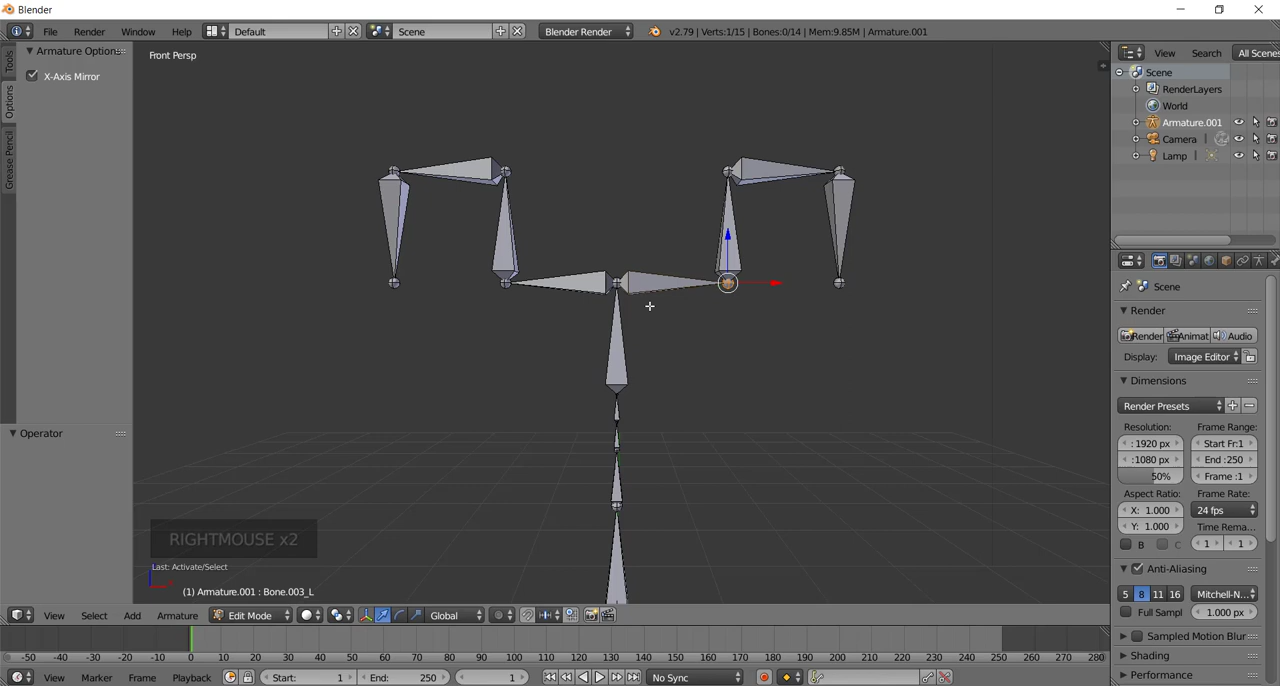 Blender
File Render Window Help Default Scene Blender Render v2.79 | Verts:1/15 | Bones:0/14 | Mem:9.85M | Armature.001
Tools
Options
Grease Pencil
Armature Option
X-Axis Mirror
Operator
Front Persp
RIGHTMOUSE x2
Last: Activate/Select
(1) Armature.001 : Bone.003_L
View Select Add Armature Edit Mode Global
View Search All Scenes
Scene
RenderLayers
World
Armature.001
Camera
Lamp
Scene
Render
Render Animat Audio
Display: Image Editor
Dimensions
Render Presets
Resolution: Frame Range:
: 1920 px Start Fr:1
:1080 px End :250
50% Frame :1
Aspect Ratio: Frame Rate:
X: 1.000 24 fps
Y: 1.000 Time Rema...
B C 1 1
Anti-Aliasing
5 8 11 16 Mitchell-N...
Full Sampl 1.000 px
Sampled Motion Blur
Shading
Performance
-50 -40 -30 -20 -10 0 10 20 30 40 50 60 70 80 90 100 110 120 130 140 150 160 170 180 190 200 210 220 230 240 250 260 270 280
View Marker Frame Playback Start: 1 End: 250 1 No Sync